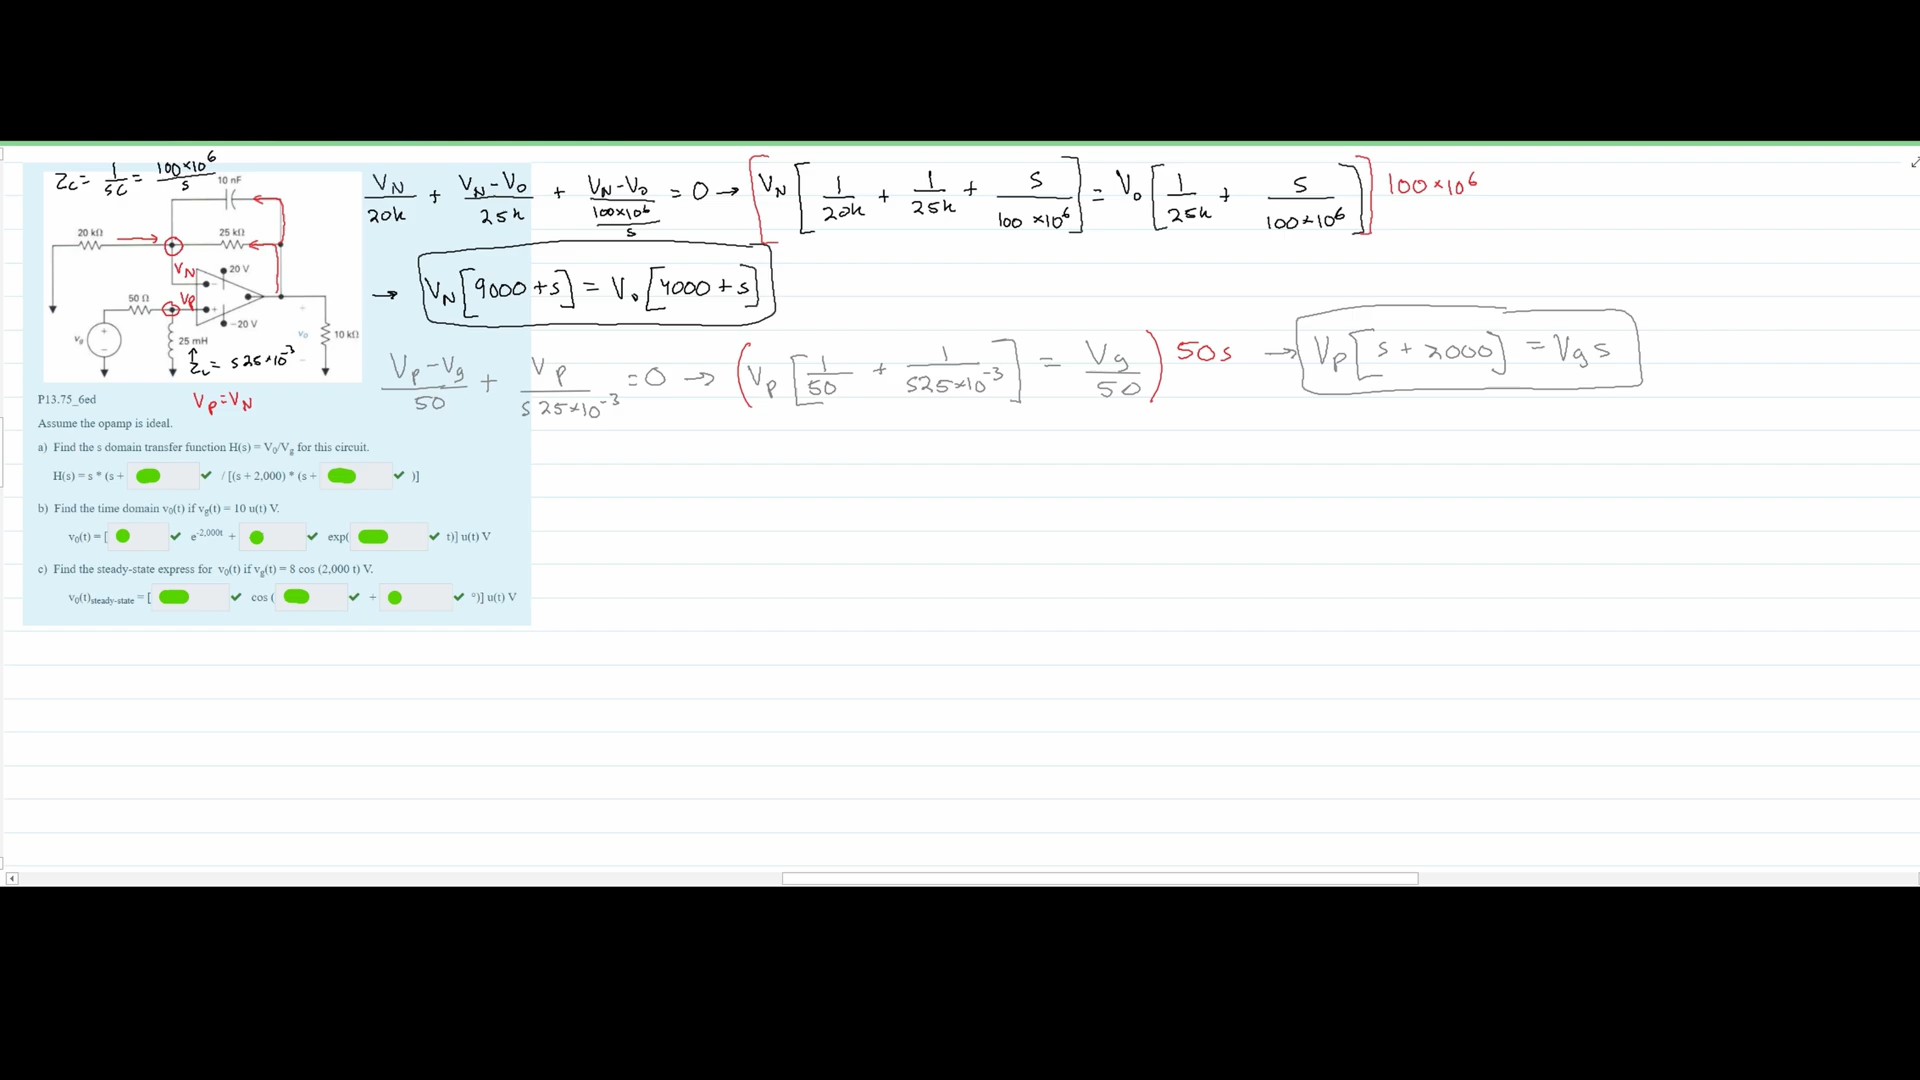 Zc = 1/sC = 100×10^6/s
10 nF
20 kΩ
25 kΩ
VN
20 V
50 Ω
Vp
-20 V
vg
25 mH
vo
10 kΩ
ZL = s25×10^-3
P13.75_6ed
Vp = VN
Assume the opamp is ideal.
a) Find the s domain transfer function H(s) = V0/Vg for this circuit.
H(s) = s * (s + / [(s + 2,000) * (s + )]
b) Find the time domain v0(t) if vg(t) = 10 u(t) V.
v0(t) = [ e^-2,000t + exp( t)] u(t) V
c) Find the steady-state express for v0(t) if vg(t) = 8 cos (2,000 t) V.
v0(t)steady-state = [ cos ( + °)] u(t) V
VN/20k + (VN-Vo)/25k + (VN-Vo)/(100×10^6/s) = 0 → [VN[1/20k + 1/25k + s/100×10^6] = Vo[1/25k + s/100×10^6]] 100×10^6
→ VN[9000+s] = Vo[4000+s]
(Vp-Vg)/50 + Vp/s25×10^-3 = 0 → (Vp[1/50 + 1/s25×10^-3] = Vg/50) 50s → Vp[s+2000] = Vgs